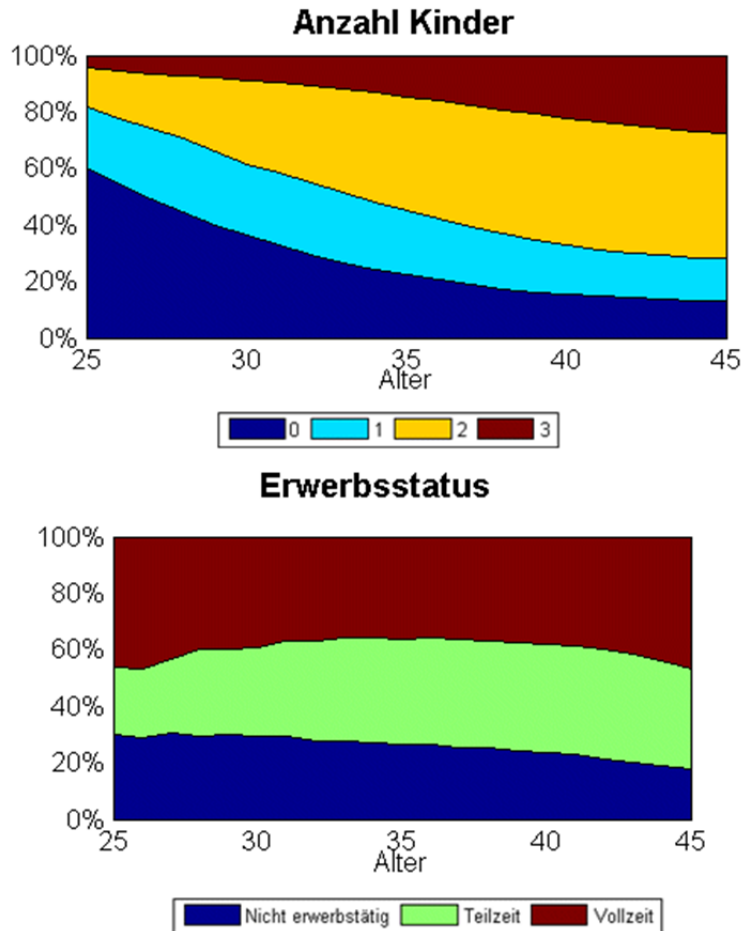 Anzahl Kinder
100%
80%
60%
40%
20%
0%
25 30 35 40 45
Alter
0 1 2 3
Erwerbsstatus
100%
80%
60%
40%
20%
0%
25 30 35 40 45
Alter
Nicht erwerbstätig Teilzeit Vollzeit